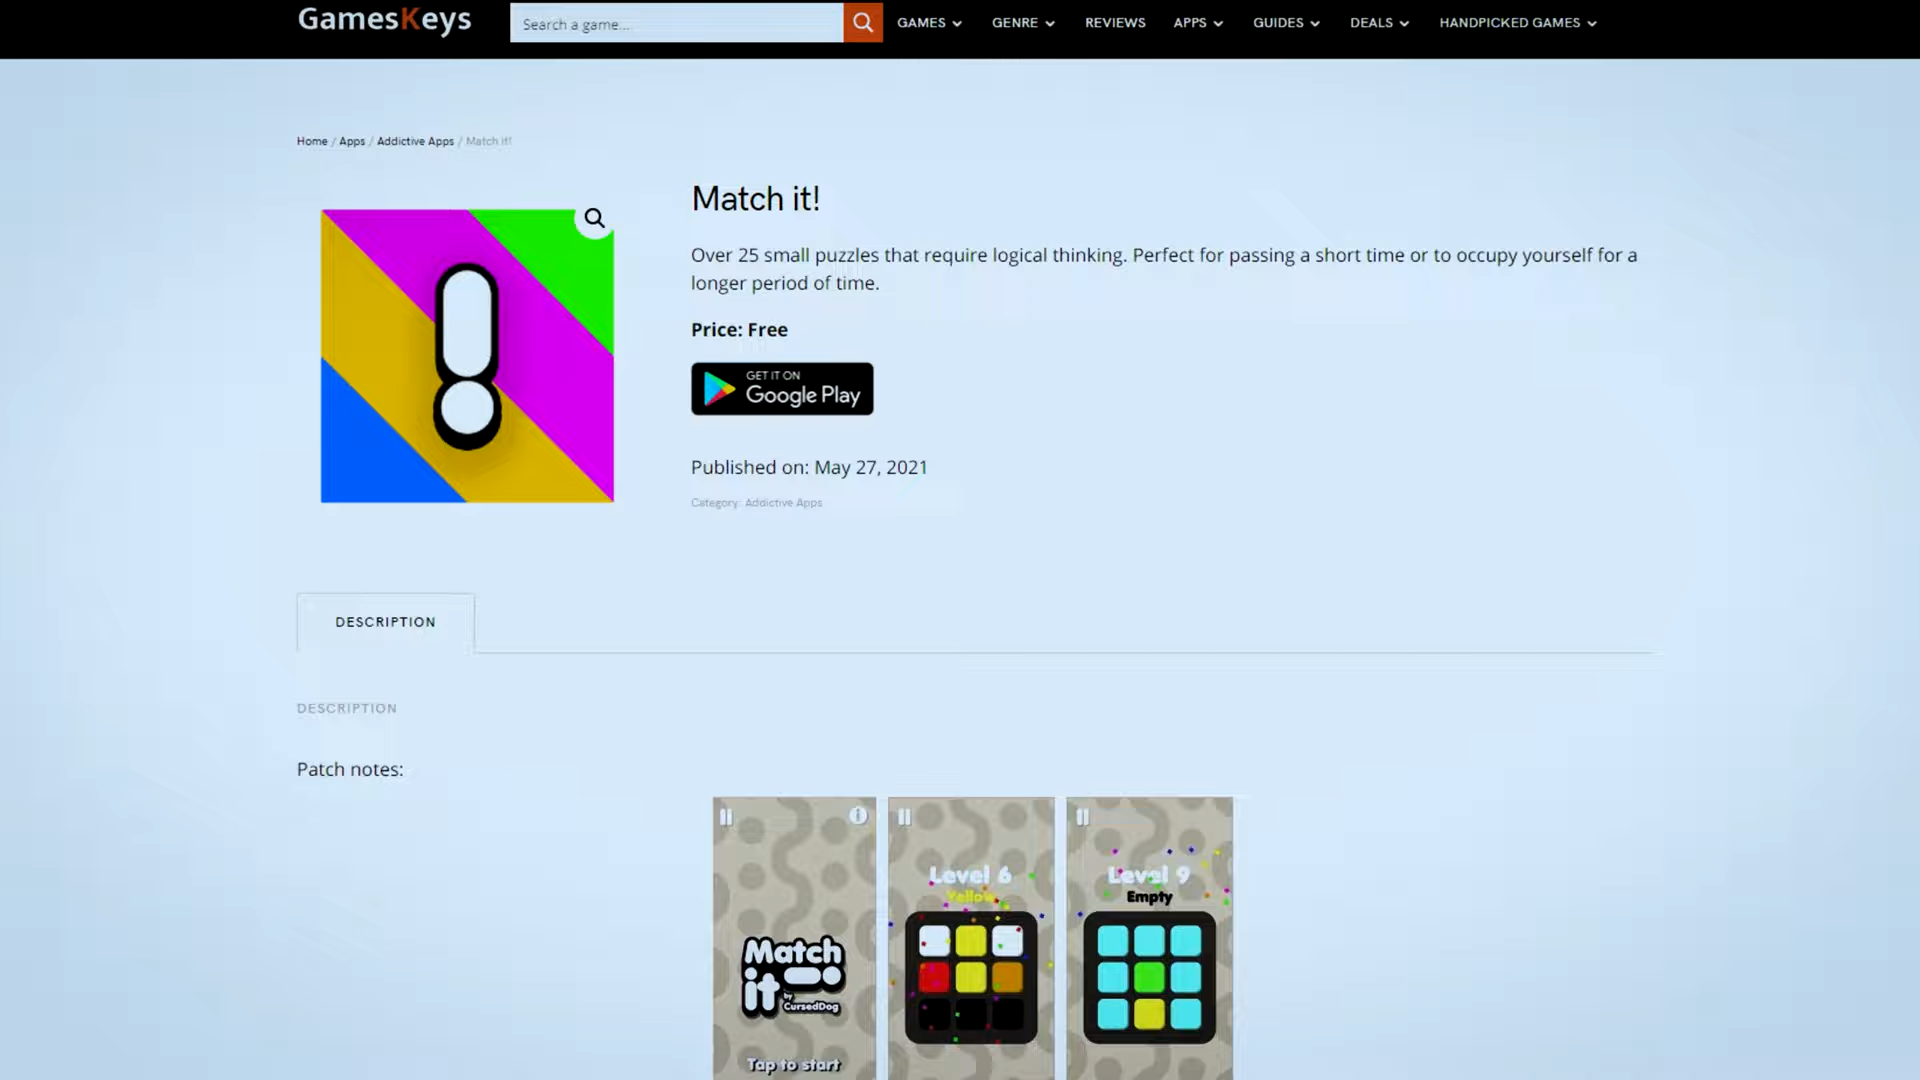 GamesKeys
Search a game...
GAMES
GENRE
REVIEWS
APPS
GUIDES
DEALS
HANDPICKED GAMES
Home / Apps / Addictive Apps / Match it!
Match it!
Over 25 small puzzles that require logical thinking. Perfect for passing a short time or to occupy yourself for a
longer period of time.
Price: Free
GET IT ON
Google Play
Published on: May 27, 2021
Category: Addictive Apps
DESCRIPTION
DESCRIPTION
Patch notes:
Match
it
by
CursedDog
Tap to start
Level 6
Yellow
Level 9
Empty